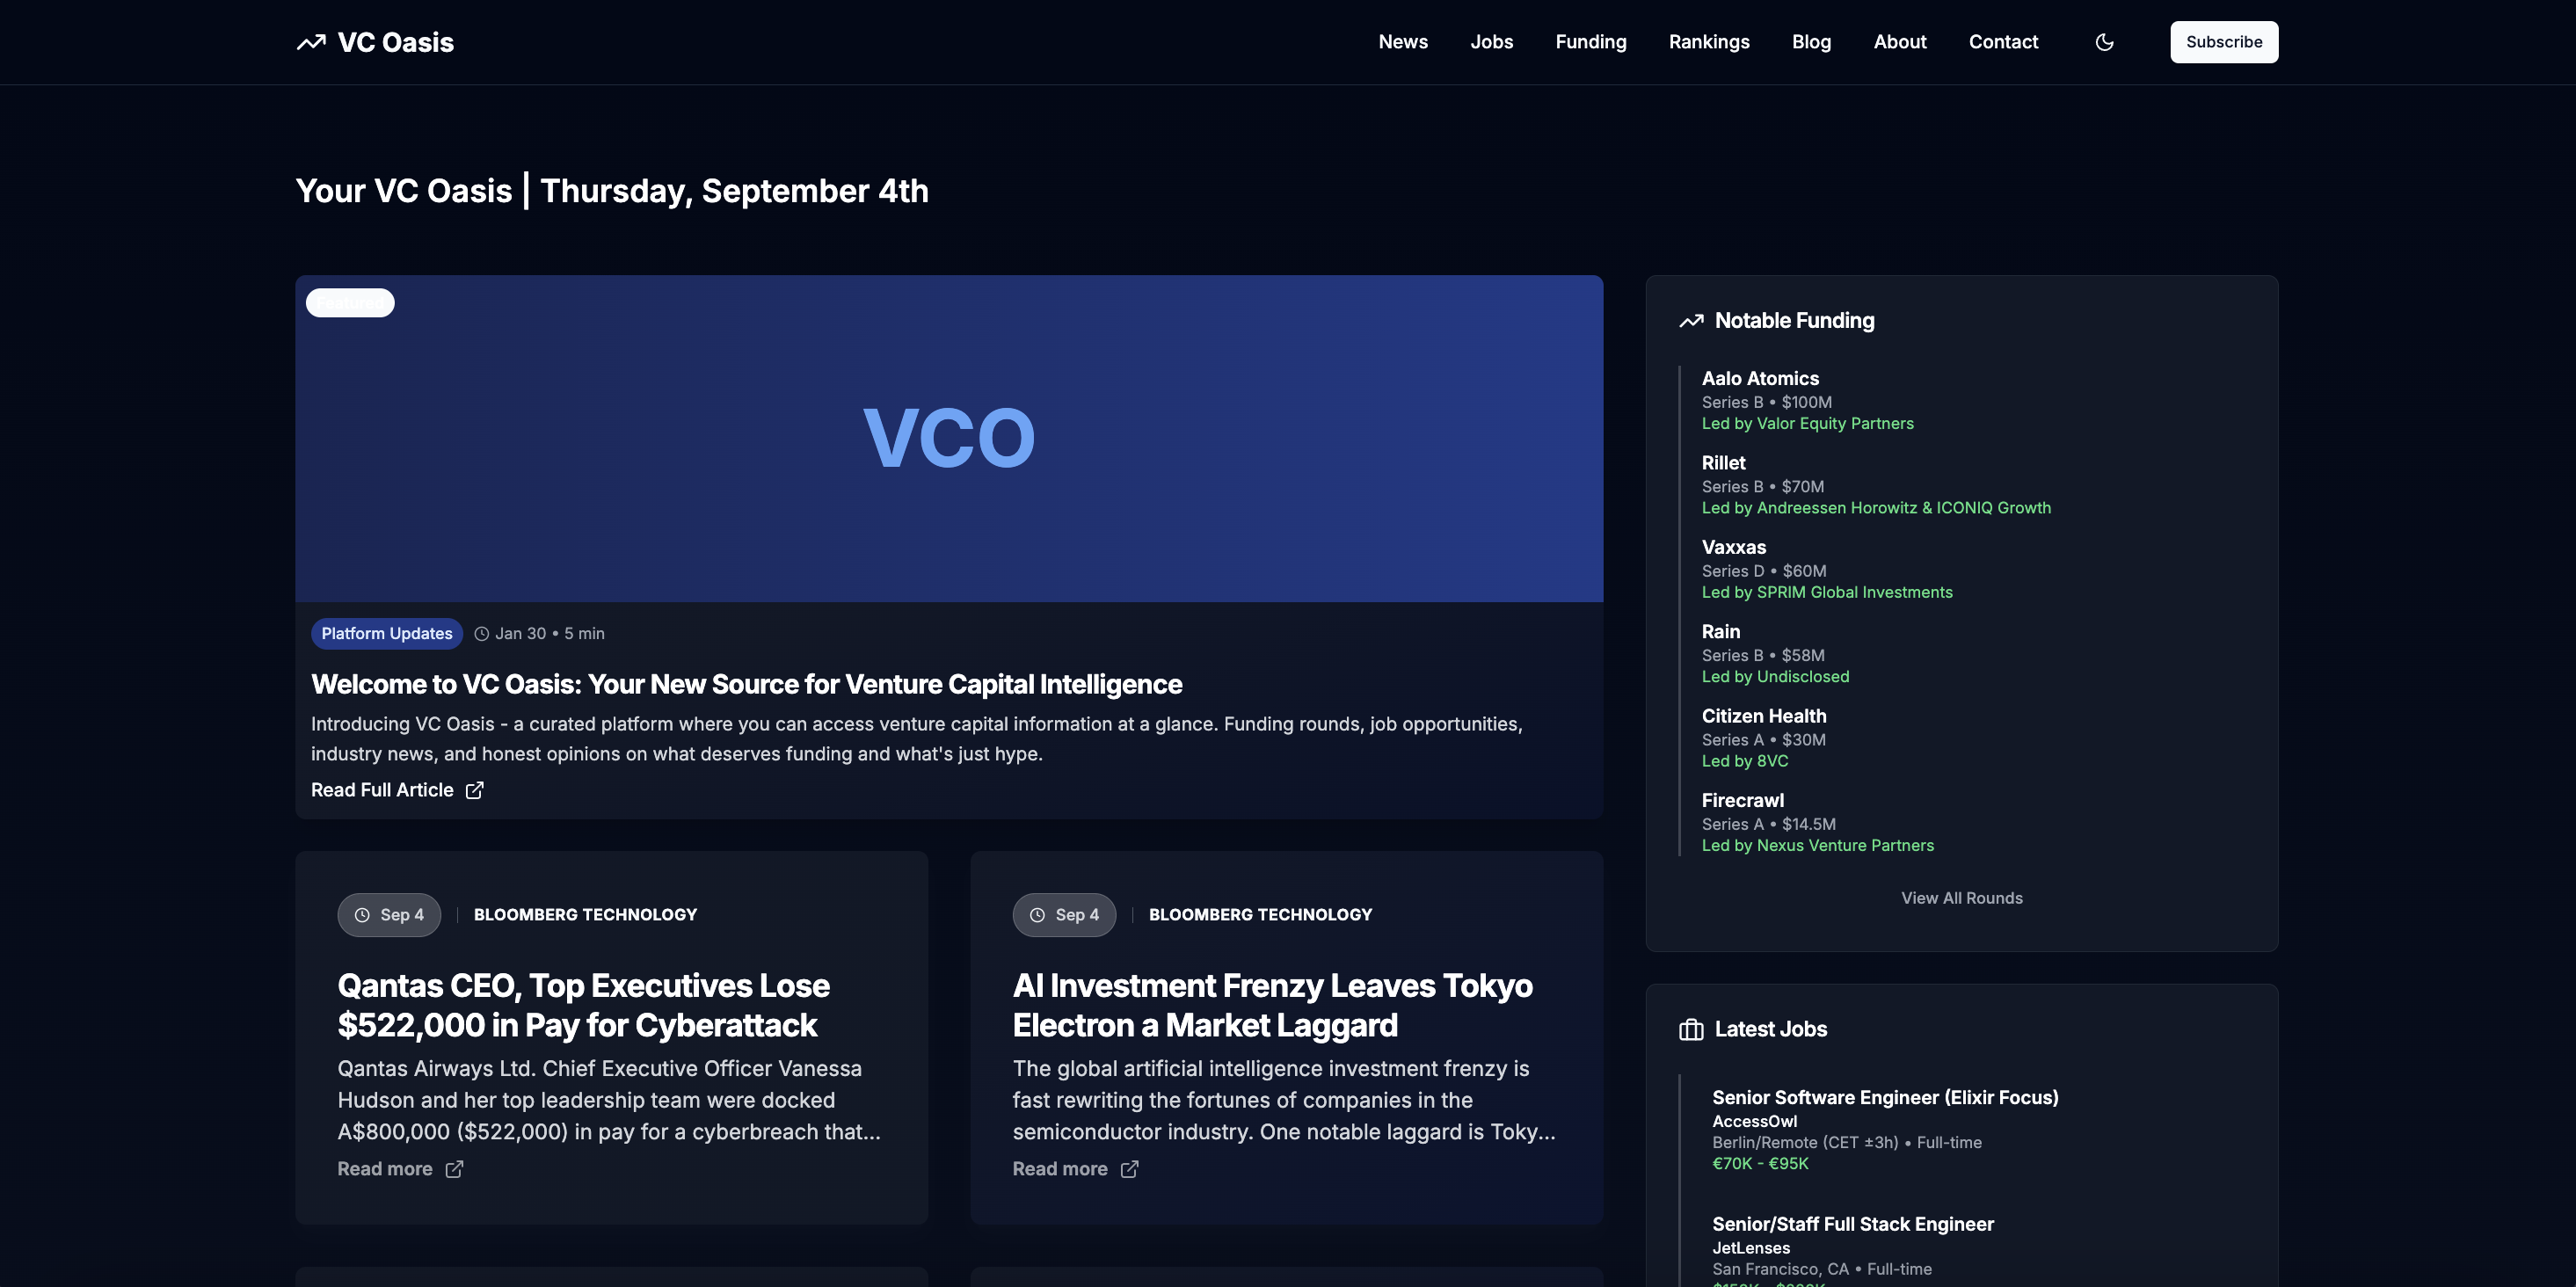 VC Oasis
News
Jobs
Funding
Rankings
Blog
About
Contact
Subscribe
Your VC Oasis | Thursday, September 4th
VCO
Platform Updates
Jan 30 • 5 min
Welcome to VC Oasis: Your New Source for Venture Capital Intelligence
Introducing VC Oasis - a curated platform where you can access venture capital information at a glance. Funding rounds, job opportunities,
industry news, and honest opinions on what deserves funding and what's just hype.
Read Full Article
Sep 4
BLOOMBERG TECHNOLOGY
Qantas CEO, Top Executives Lose
$522,000 in Pay for Cyberattack
Qantas Airways Ltd. Chief Executive Officer Vanessa
Hudson and her top leadership team were docked
A$800,000 ($522,000) in pay for a cyberbreach that...
Read more
Sep 4
BLOOMBERG TECHNOLOGY
AI Investment Frenzy Leaves Tokyo
Electron a Market Laggard
The global artificial intelligence investment frenzy is
fast rewriting the fortunes of companies in the
semiconductor industry. One notable laggard is Toky...
Read more
Notable Funding
Aalo Atomics
Series B • $100M
Led by Valor Equity Partners
Rillet
Series B • $70M
Led by Andreessen Horowitz & ICONIQ Growth
Vaxxas
Series D • $60M
Led by SPRIM Global Investments
Rain
Series B • $58M
Led by Undisclosed
Citizen Health
Series A • $30M
Led by 8VC
Firecrawl
Series A • $14.5M
Led by Nexus Venture Partners
View All Rounds
Latest Jobs
Senior Software Engineer (Elixir Focus)
AccessOwl
Berlin/Remote (CET ±3h) • Full-time
€70K - €95K
Senior/Staff Full Stack Engineer
JetLenses
San Francisco, CA • Full-time